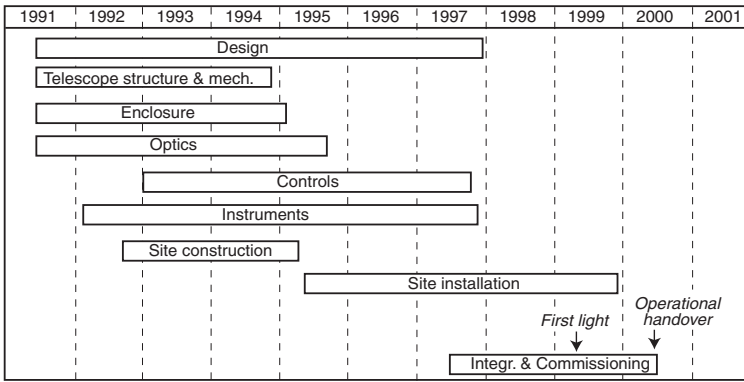 1991 1992 1993 1994 1995 1996 1997 1998 1999 2000 2001
Design
Telescope structure & mech.
Enclosure
Optics
Controls
Instruments
Site construction
Site installation
First light
Operational
handover
Integr. & Commissioning